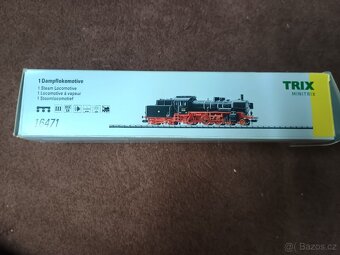 1 Dampflokomotive
1 Steam Locomotive
1 Locomotive à vapeur
1 Stoomlocomotief
16471
TRIX
MINITRIX
Bazos.cz